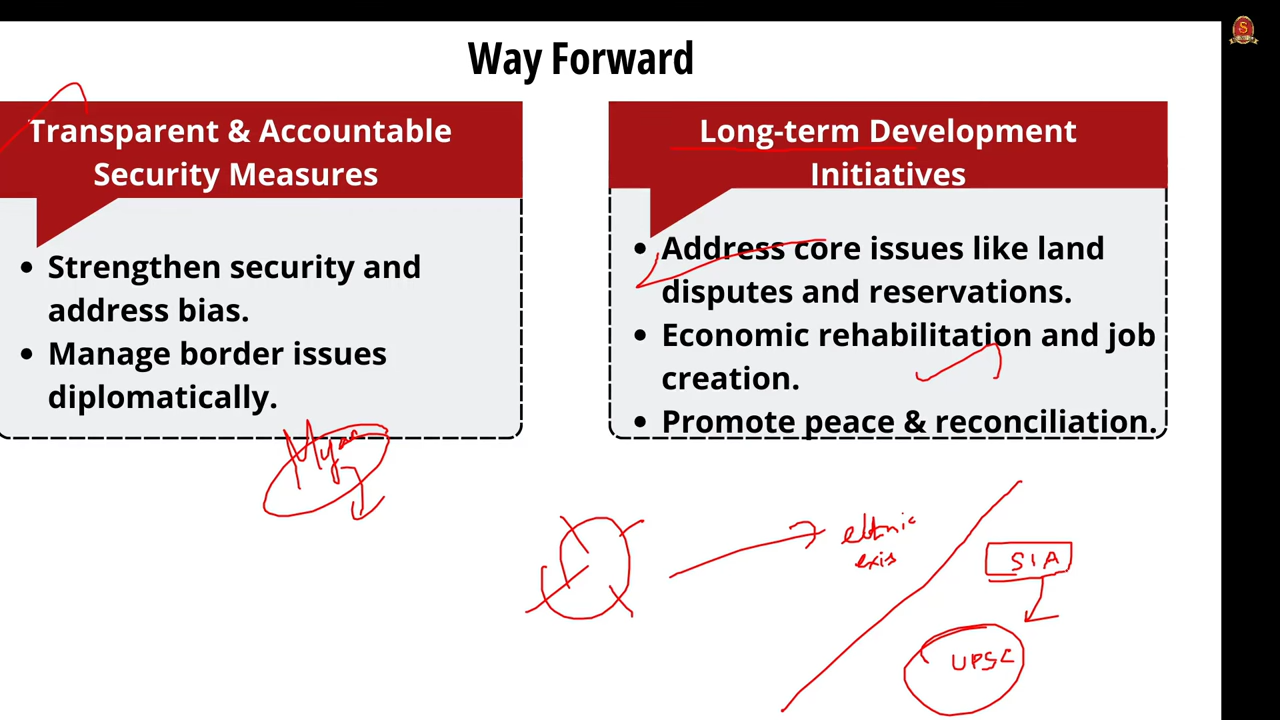 Way Forward
Transparent & Accountable
Security Measures
• Strengthen security and
address bias.
• Manage border issues
diplomatically.
Long-term Development
Initiatives
• Address core issues like land
disputes and reservations.
• Economic rehabilitation and job
creation.
• Promote peace & reconciliation.
SIA
UPSC